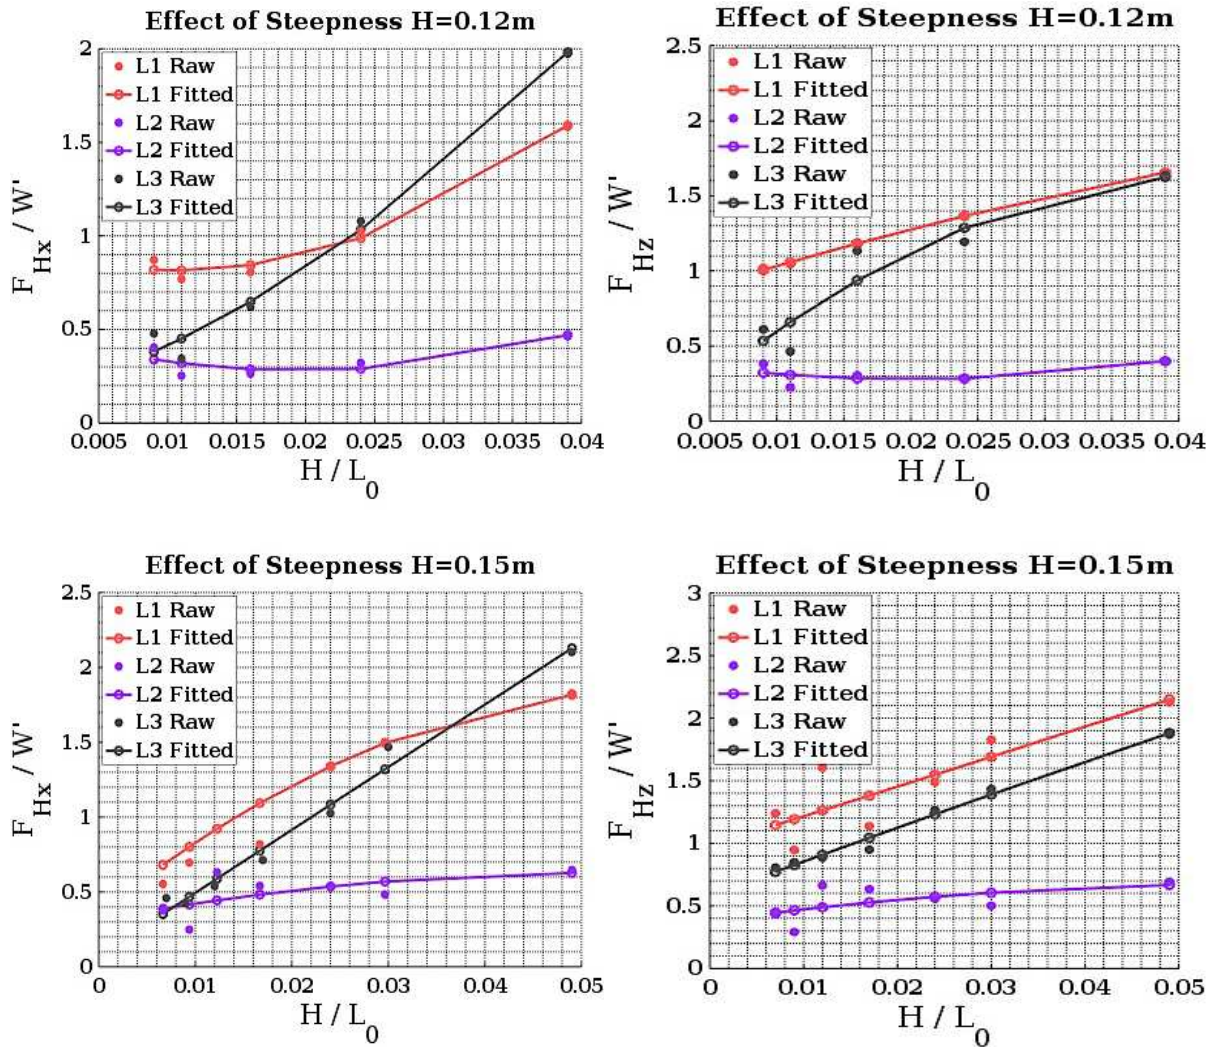 Effect of Steepness H=0.12m
F_Hx / W'
2
1.5
1
0.5
0
L1 Raw
L1 Fitted
L2 Raw
L2 Fitted
L3 Raw
L3 Fitted
0.005 0.01 0.015 0.02 0.025 0.03 0.035 0.04
H / L_0
Effect of Steepness H=0.12m
F_Hz / W'
2.5
2
1.5
1
0.5
0
L1 Raw
L1 Fitted
L2 Raw
L2 Fitted
L3 Raw
L3 Fitted
0.005 0.01 0.015 0.02 0.025 0.03 0.035 0.04
H / L_0
Effect of Steepness H=0.15m
F_Hx / W'
2.5
2
1.5
1
0.5
0
L1 Raw
L1 Fitted
L2 Raw
L2 Fitted
L3 Raw
L3 Fitted
0 0.01 0.02 0.03 0.04 0.05
H / L_0
Effect of Steepness H=0.15m
F_Hz / W'
3
2.5
2
1.5
1
0.5
0
L1 Raw
L1 Fitted
L2 Raw
L2 Fitted
L3 Raw
L3 Fitted
0 0.01 0.02 0.03 0.04 0.05
H / L_0